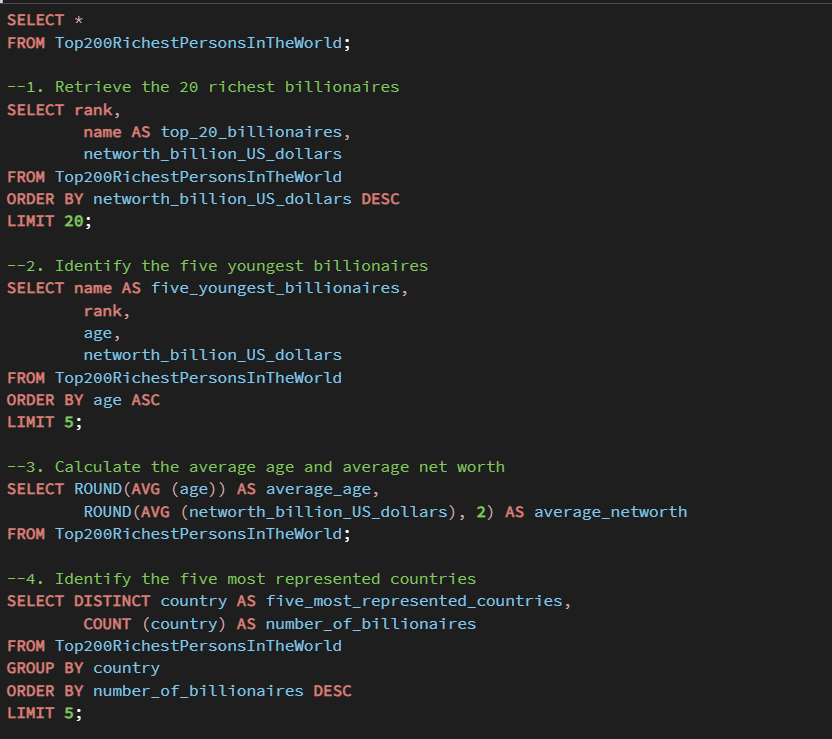 SELECT *
FROM Top200RichestPersonsInTheWorld;
--1. Retrieve the 20 richest billionaires
SELECT rank,
name AS top_20_billionaires,
networth_billion_US_dollars
FROM Top200RichestPersonsInTheWorld
ORDER BY networth_billion_US_dollars DESC
LIMIT 20;
--2. Identify the five youngest billionaires
SELECT name AS five_youngest_billionaires,
rank,
age,
networth_billion_US_dollars
FROM Top200RichestPersonsInTheWorld
ORDER BY age ASC
LIMIT 5;
--3. Calculate the average age and average net worth
SELECT ROUND(AVG (age)) AS average_age,
ROUND(AVG (networth_billion_US_dollars), 2) AS average_networth
FROM Top200RichestPersonsInTheWorld;
--4. Identify the five most represented countries
SELECT DISTINCT country AS five_most_represented_countries,
COUNT (country) AS number_of_billionaires
FROM Top200RichestPersonsInTheWorld
GROUP BY country
ORDER BY number_of_billionaires DESC
LIMIT 5;